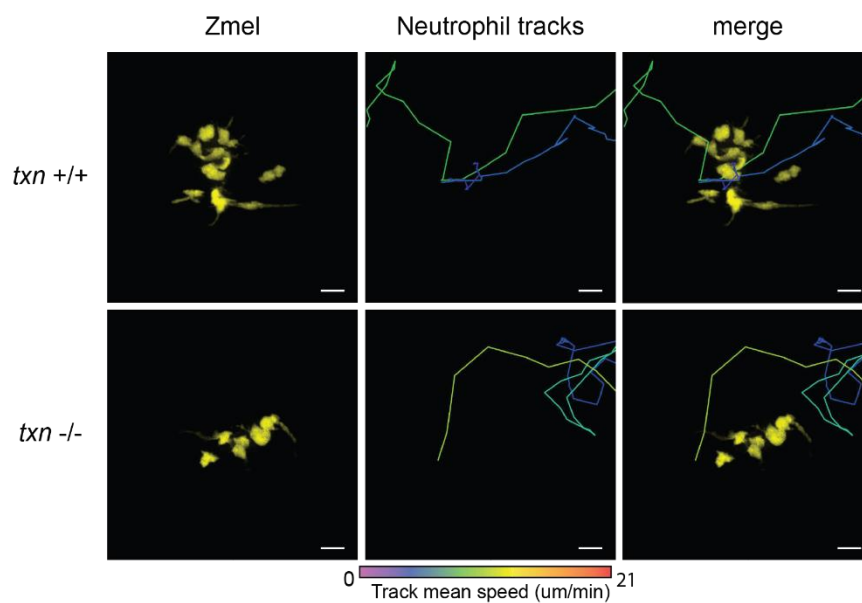 Zmel Neutrophil tracks merge
txn +/+
txn -/-
0 21
Track mean speed (um/min)